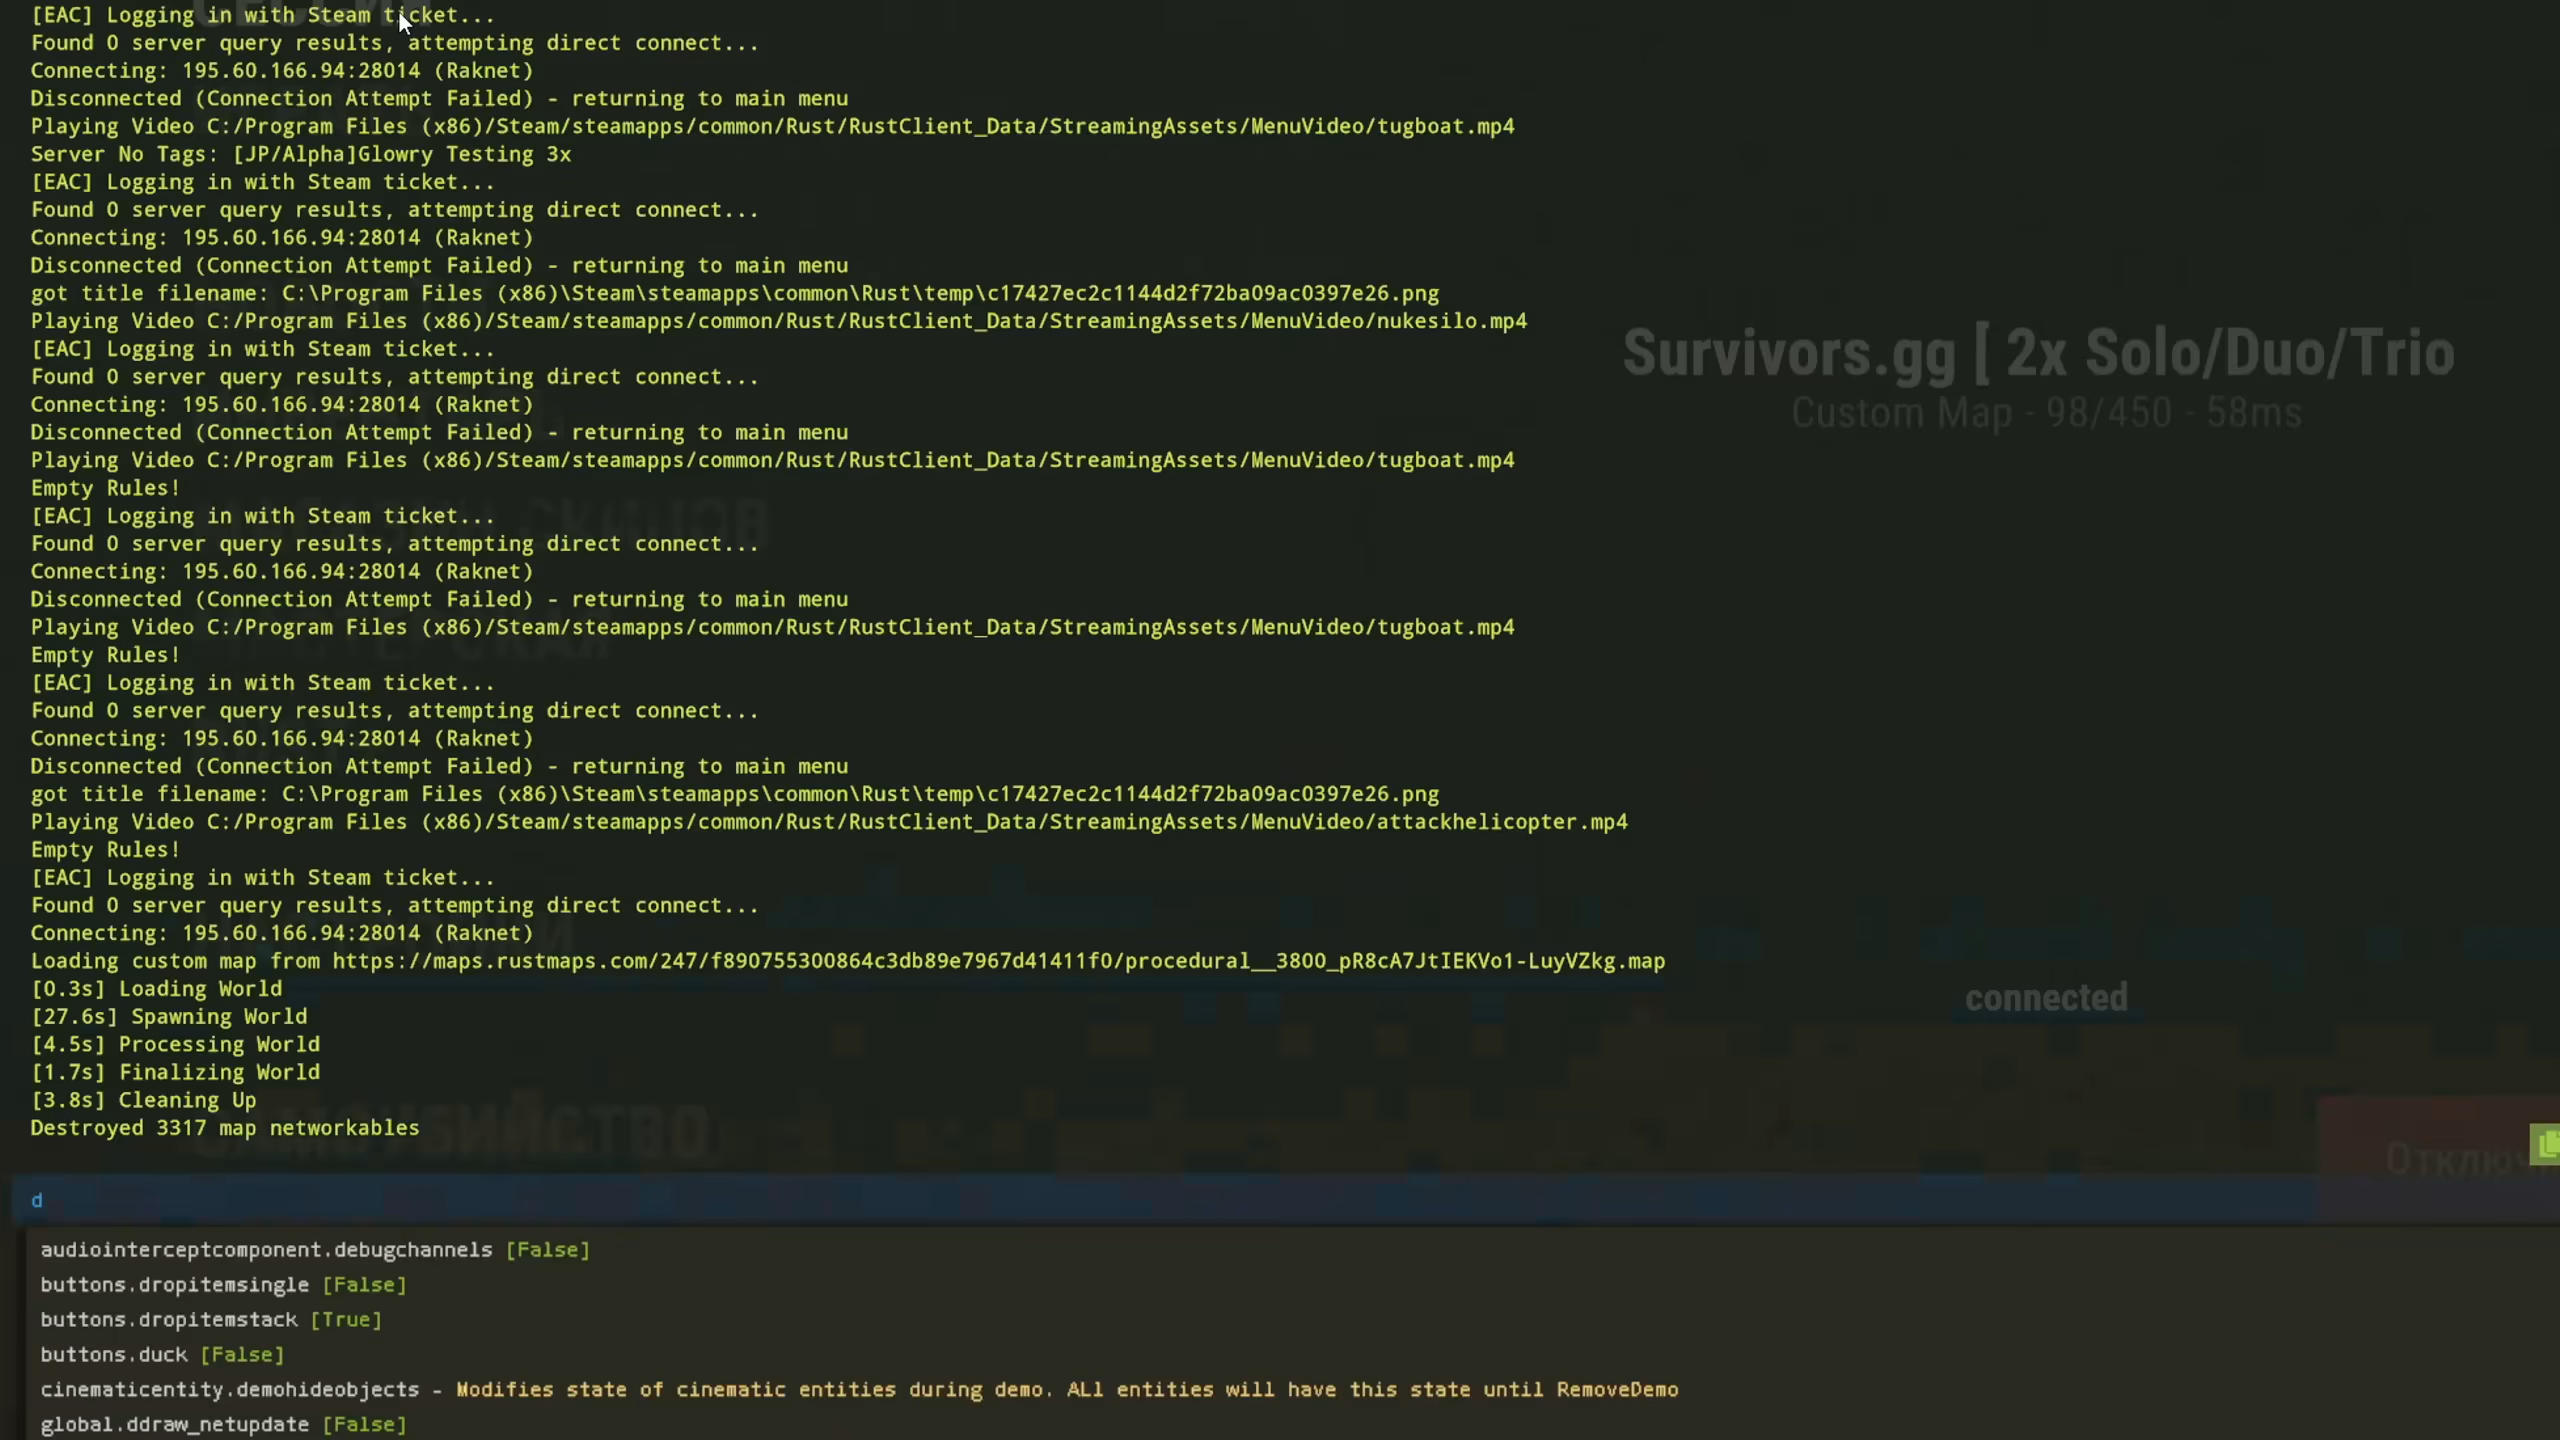 [EAC] Logging in with Steam ticket...
Found 0 server query results, attempting direct connect...
Connecting: 195.60.166.94:28014 (Raknet)
Disconnected (Connection Attempt Failed) - returning to main menu
Playing Video C:/Program Files (x86)/Steam/steamapps/common/Rust/RustClient_Data/StreamingAssets/MenuVideo/tugboat.mp4
Server No Tags: [JP/Alpha]Glowry Testing 3x
[EAC] Logging in with Steam ticket...
Found 0 server query results, attempting direct connect...
Connecting: 195.60.166.94:28014 (Raknet)
Disconnected (Connection Attempt Failed) - returning to main menu
got title filename: C:\Program Files (x86)\Steam\steamapps\common\Rust\temp\c17427ec2c1144d2f72ba09ac0397e26.png
Playing Video C:/Program Files (x86)/Steam/steamapps/common/Rust/RustClient_Data/StreamingAssets/MenuVideo/nukesilo.mp4
[EAC] Logging in with Steam ticket...
Found 0 server query results, attempting direct connect...
Connecting: 195.60.166.94:28014 (Raknet)
Disconnected (Connection Attempt Failed) - returning to main menu
Playing Video C:/Program Files (x86)/Steam/steamapps/common/Rust/RustClient_Data/StreamingAssets/MenuVideo/tugboat.mp4
Empty Rules!
[EAC] Logging in with Steam ticket...
Found 0 server query results, attempting direct connect...
Connecting: 195.60.166.94:28014 (Raknet)
Disconnected (Connection Attempt Failed) - returning to main menu
Playing Video C:/Program Files (x86)/Steam/steamapps/common/Rust/RustClient_Data/StreamingAssets/MenuVideo/tugboat.mp4
Empty Rules!
[EAC] Logging in with Steam ticket...
Found 0 server query results, attempting direct connect...
Connecting: 195.60.166.94:28014 (Raknet)
Disconnected (Connection Attempt Failed) - returning to main menu
got title filename: C:\Program Files (x86)\Steam\steamapps\common\Rust\temp\c17427ec2c1144d2f72ba09ac0397e26.png
Playing Video C:/Program Files (x86)/Steam/steamapps/common/Rust/RustClient_Data/StreamingAssets/MenuVideo/attackhelicopter.mp4
Empty Rules!
[EAC] Logging in with Steam ticket...
Found 0 server query results, attempting direct connect...
Connecting: 195.60.166.94:28014 (Raknet)
Loading custom map from https://maps.rustmaps.com/247/f890755300864c3db89e7967d41411f0/procedural__3800_pR8cA7JtIEKVo1-LuyVZkg.map
[0.3s] Loading World
[27.6s] Spawning World
[4.5s] Processing World
[1.7s] Finalizing World
[3.8s] Cleaning Up
Destroyed 3317 map networkables
Survivors.gg [ 2x Solo/Duo/Trio
Custom Map - 98/450 - 58ms
connected
САМОУБИЙСТВО
d
audiointerceptcomponent.debugchannels [False]
buttons.dropitemsingle [False]
buttons.dropitemstack [True]
buttons.duck [False]
cinematicentity.demohideobjects - Modifies state of cinematic entities during demo. ALl entities will have this state until RemoveDemo
global.ddraw_netupdate [False]